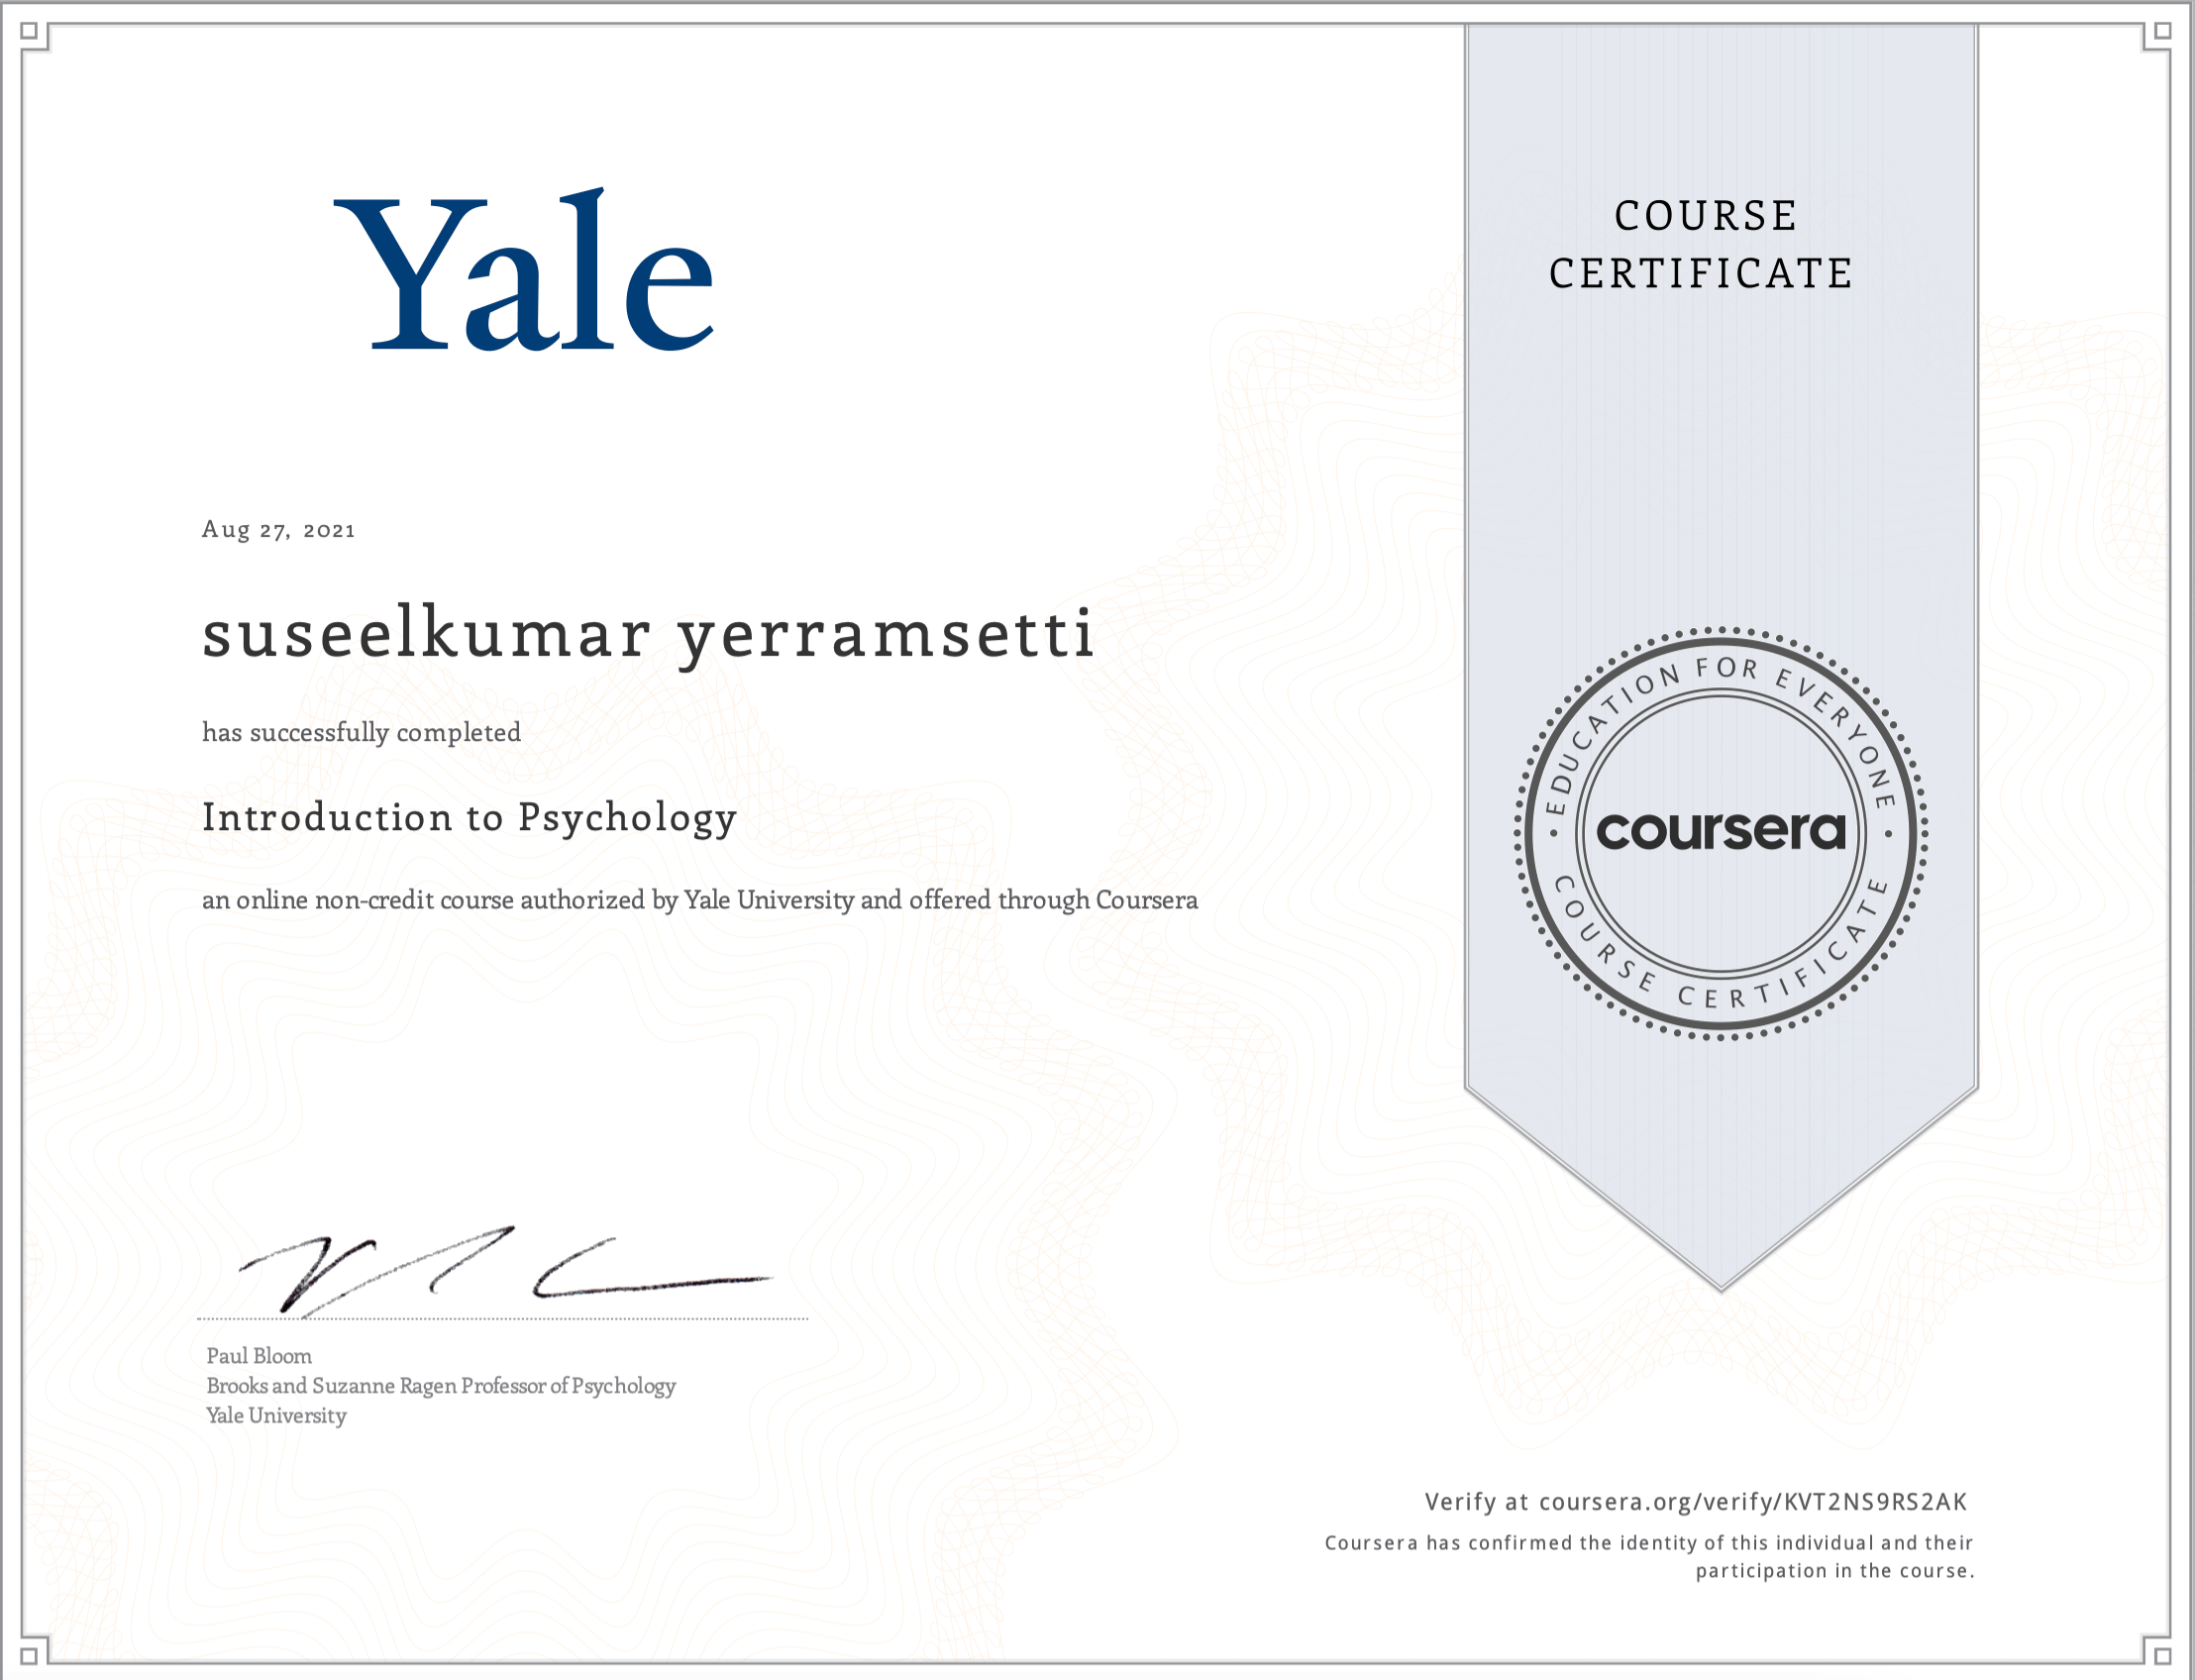 Yale
COURSE
CERTIFICATE
Aug 27, 2021
suseelkumar yerramsetti
has successfully completed
Introduction to Psychology
an online non-credit course authorized by Yale University and offered through Coursera
EDUCATION FOR EVERYONE
coursera
COURSE CERTIFICATE
Paul Bloom
Brooks and Suzanne Ragen Professor of Psychology
Yale University
Verify at coursera.org/verify/KVT2NS9RS2AK
Coursera has confirmed the identity of this individual and their
participation in the course.